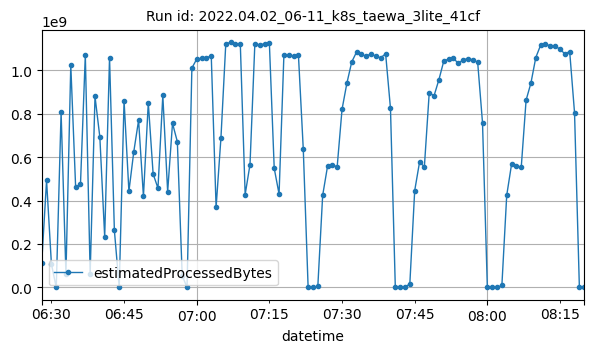 Run id: 2022.04.02_06-11_k8s_taewa_3lite_41cf
1e9
1.0
0.8
0.6
0.4
0.2
0.0
estimatedProcessedBytes
06:30 06:45 07:00 07:15 07:30 07:45 08:00 08:15
datetime